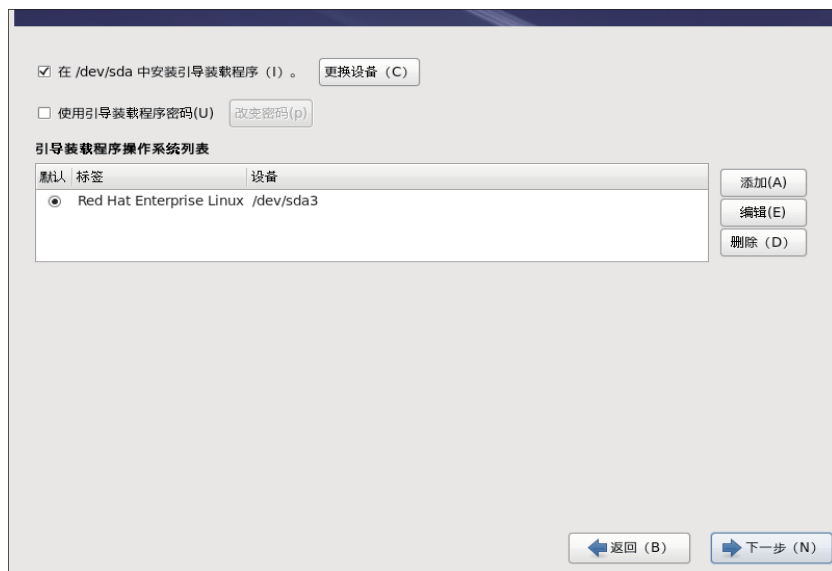 在 /dev/sda 中安装引导装载程序（I）。 更换设备（C）
使用引导装载程序密码(U) 改变密码(p)
引导装载程序操作系统列表
默认 标签 设备
Red Hat Enterprise Linux /dev/sda3
添加(A)
编辑(E)
删除（D）
返回（B） 下一步（N）